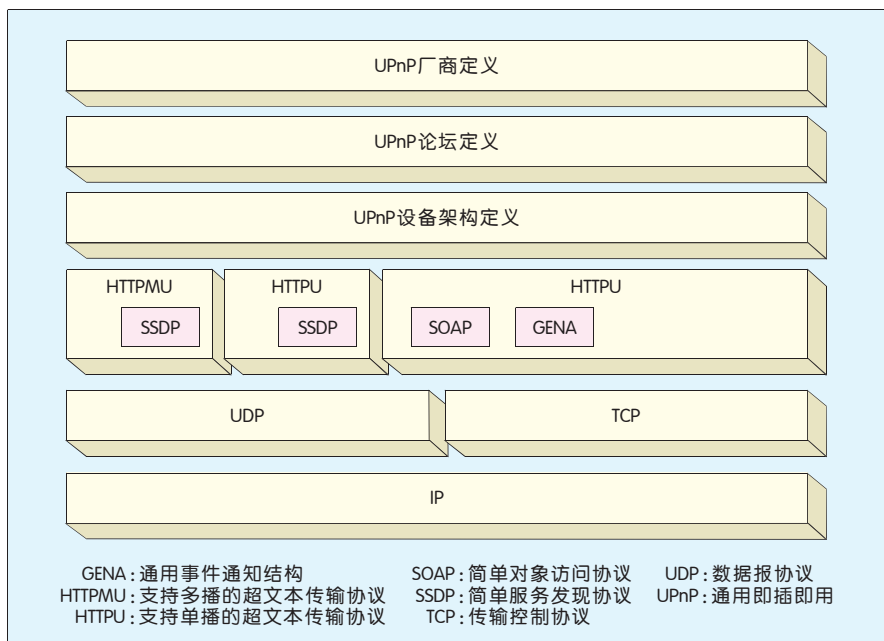 UPnP厂商定义
UPnP论坛定义
UPnP设备架构定义
HTTPMU HTTPU HTTPU
SSDP SSDP SOAP GENA
UDP TCP
IP
GENA:通用事件通知结构 SOAP:简单对象访问协议 UDP:数据报协议
HTTPMU:支持多播的超文本传输协议 SSDP:简单服务发现协议 UPnP:通用即插即用
HTTPU:支持单播的超文本传输协议 TCP:传输控制协议